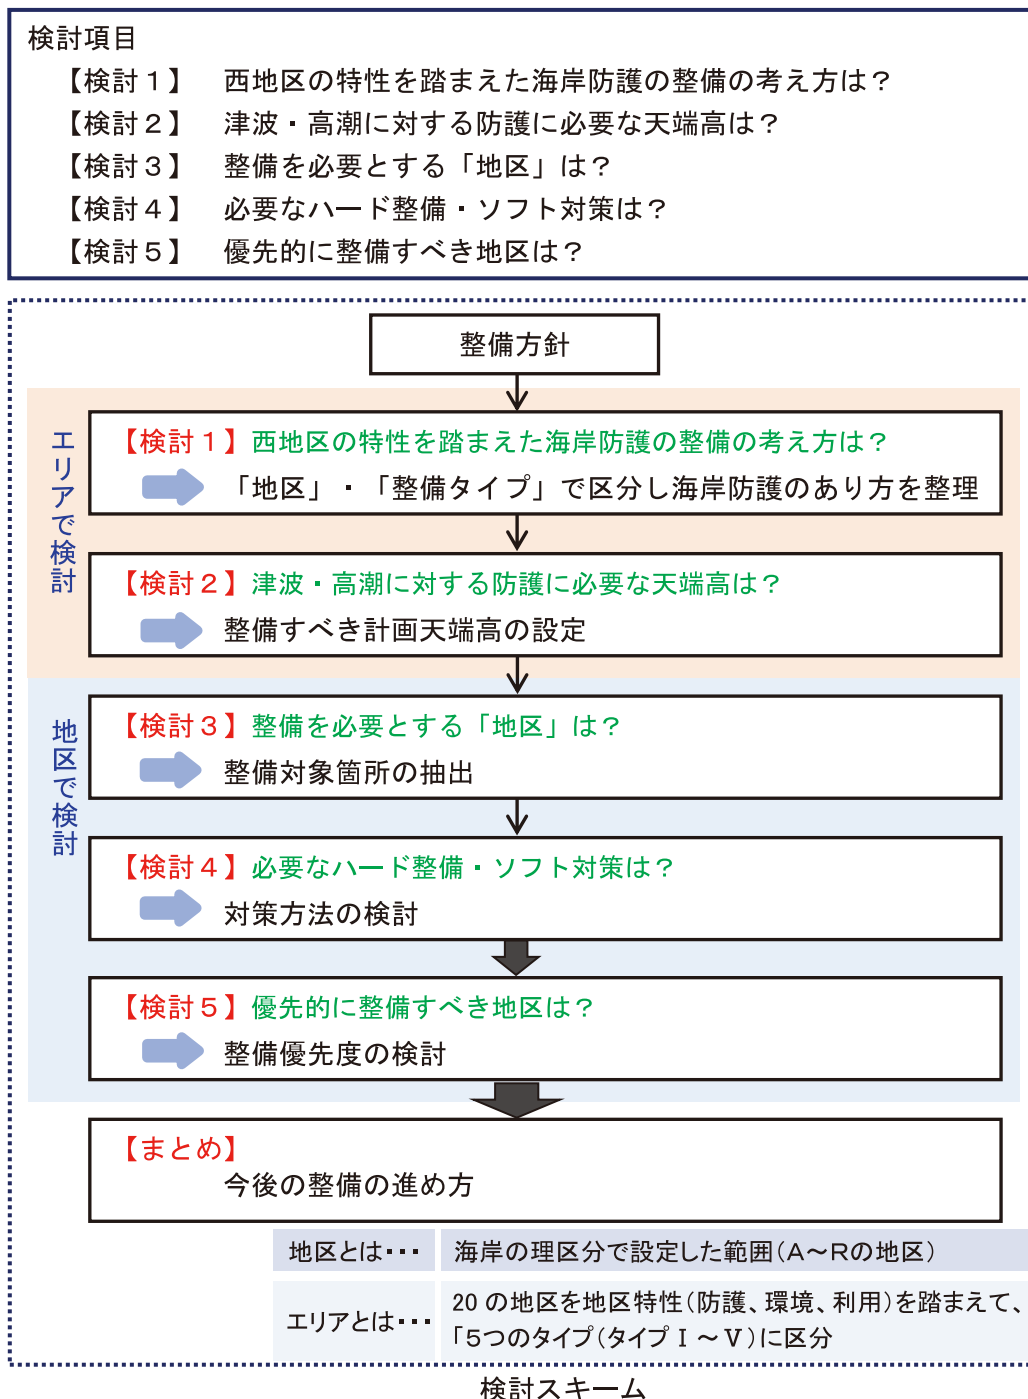 検討項目
【検討１】　西地区の特性を踏まえた海岸防護の整備の考え方は？
【検討２】　津波・高潮に対する防護に必要な天端高は？
【検討３】　整備を必要とする「地区」は？
【検討４】　必要なハード整備・ソフト対策は？
【検討５】　優先的に整備すべき地区は？
整備方針
エリアで検討
【検討１】西地区の特性を踏まえた海岸防護の整備の考え方は？
「地区」・「整備タイプ」で区分し海岸防護のあり方を整理
【検討２】津波・高潮に対する防護に必要な天端高は？
整備すべき計画天端高の設定
地区で検討
【検討３】整備を必要とする「地区」は？
整備対象箇所の抽出
【検討４】必要なハード整備・ソフト対策は？
対策方法の検討
【検討５】優先的に整備すべき地区は？
整備優先度の検討
【まとめ】
今後の整備の進め方
地区とは・・・　海岸の理区分で設定した範囲（A～Rの地区）
エリアとは・・・　20 の地区を地区特性（防護、環境、利用）を踏まえて、
「5つのタイプ（タイプ Ⅰ ～ Ⅴ）に区分
検討スキーム